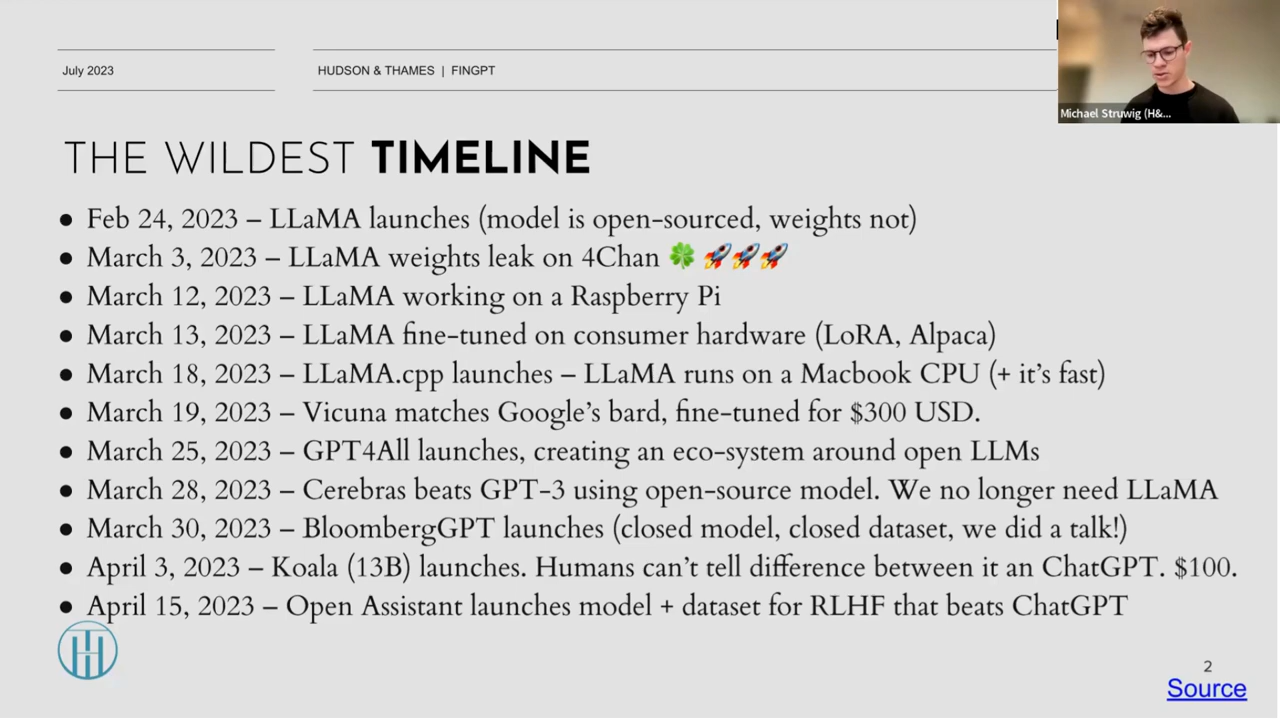 July 2023
HUDSON & THAMES | FINGPT
Michael Struwig (H&...
THE WILDEST TIMELINE
● Feb 24, 2023 – LLaMA launches (model is open-sourced, weights not)
● March 3, 2023 – LLaMA weights leak on 4Chan 🍀 🚀🚀🚀
● March 12, 2023 – LLaMA working on a Raspberry Pi
● March 13, 2023 – LLaMA fine-tuned on consumer hardware (LoRA, Alpaca)
● March 18, 2023 – LLaMA.cpp launches – LLaMA runs on a Macbook CPU (+ it’s fast)
● March 19, 2023 – Vicuna matches Google’s bard, fine-tuned for $300 USD.
● March 25, 2023 – GPT4All launches, creating an eco-system around open LLMs
● March 28, 2023 – Cerebras beats GPT-3 using open-source model. We no longer need LLaMA
● March 30, 2023 – BloombergGPT launches (closed model, closed dataset, we did a talk!)
● April 3, 2023 – Koala (13B) launches. Humans can’t tell difference between it an ChatGPT. $100.
● April 15, 2023 – Open Assistant launches model + dataset for RLHF that beats ChatGPT
2
Source